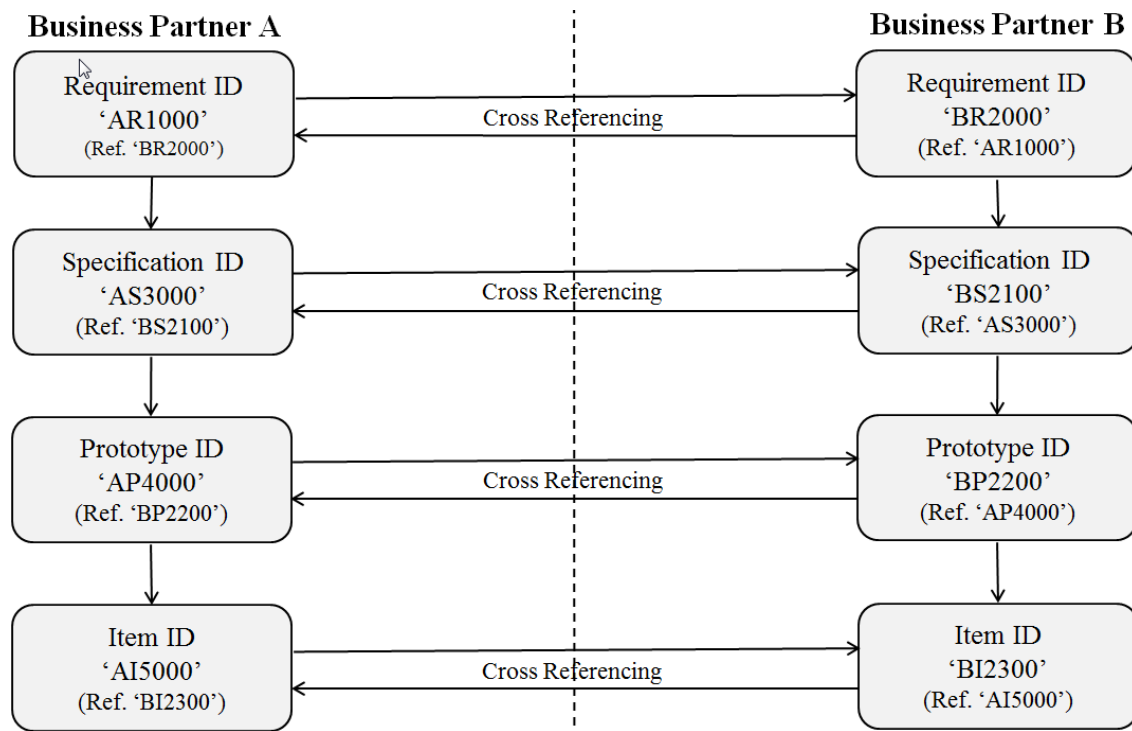 Business Partner A
Business Partner B
Requirement ID
‘AR1000’
(Ref. ‘BR2000’)
Cross Referencing
Requirement ID
‘BR2000’
(Ref. ‘AR1000’)
Specification ID
‘AS3000’
(Ref. ‘BS2100’)
Cross Referencing
Specification ID
‘BS2100’
(Ref. ‘AS3000’)
Prototype ID
‘AP4000’
(Ref. ‘BP2200’)
Cross Referencing
Prototype ID
‘BP2200’
(Ref. ‘AP4000’)
Item ID
‘AI5000’
(Ref. ‘BI2300’)
Cross Referencing
Item ID
‘BI2300’
(Ref. ‘AI5000’)